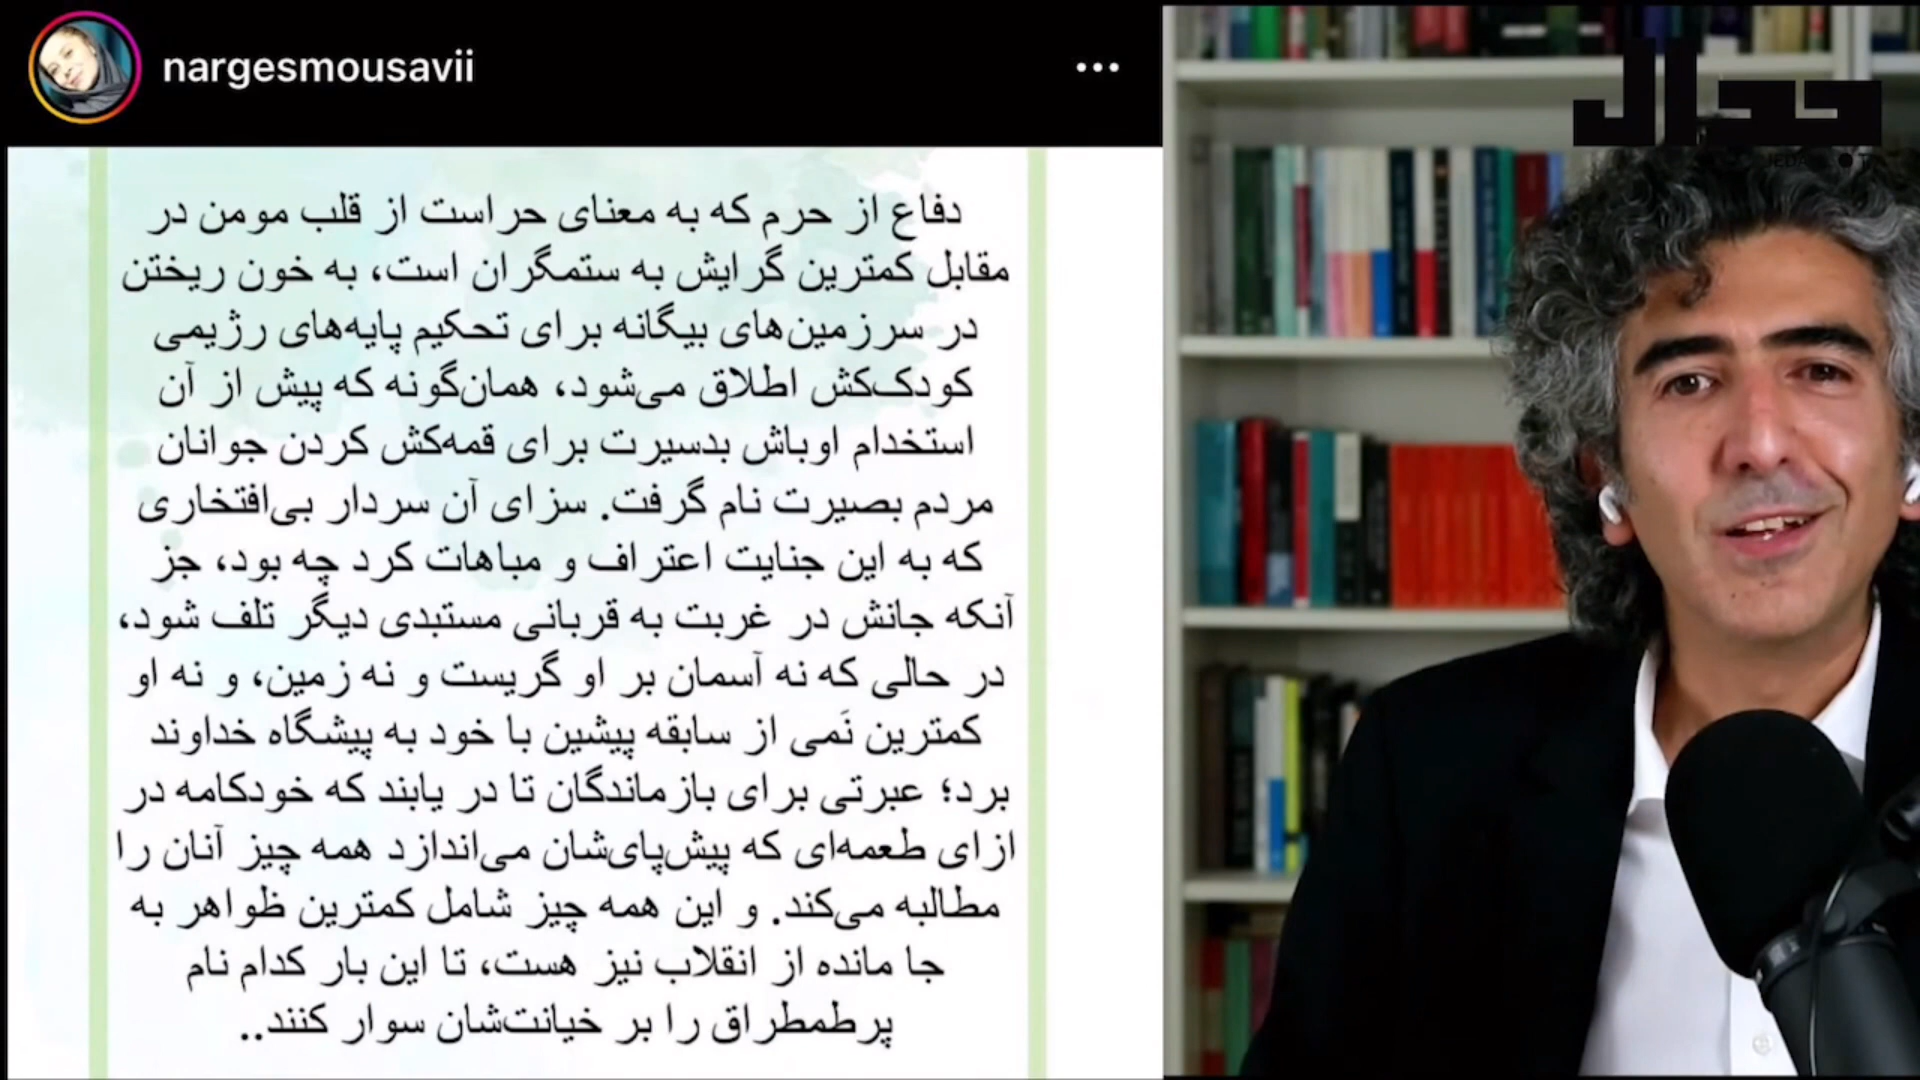 nargesmousavii
جدال
دفاع از حرم که به معنای حراست از قلب مومن در
مقابل کمترین گرایش به ستمگران است، به خون ریختن
در سرزمین‌های بیگانه برای تحکیم پایه‌های رژیمی
کودک‌کش اطلاق می‌شود، همان‌گونه که پیش از آن
استخدام اوباش بدسیرت برای قمه‌کش کردن جوانان
مردم بصیرت نام گرفت. سزای آن سردار بی‌افتخاری
که به این جنایت اعتراف و مباهات کرد چه بود، جز
آنکه جانش در غربت به قربانی مستبدی دیگر تلف شود،
در حالی که نه آسمان بر او گریست و نه زمین، و نه او
کمترین نَمی از سابقه پیشین با خود به پیشگاه خداوند
برد؛ عبرتی برای بازماندگان تا در یابند که خودکامه در
ازای طعمه‌ای که پیش‌پای‌شان می‌اندازد همه چیز آنان را
مطالبه می‌کند. و این همه چیز شامل کمترین ظواهر به
جا مانده از انقلاب نیز هست، تا این بار کدام نام
پرطمطراق را بر خیانت‌شان سوار کنند..